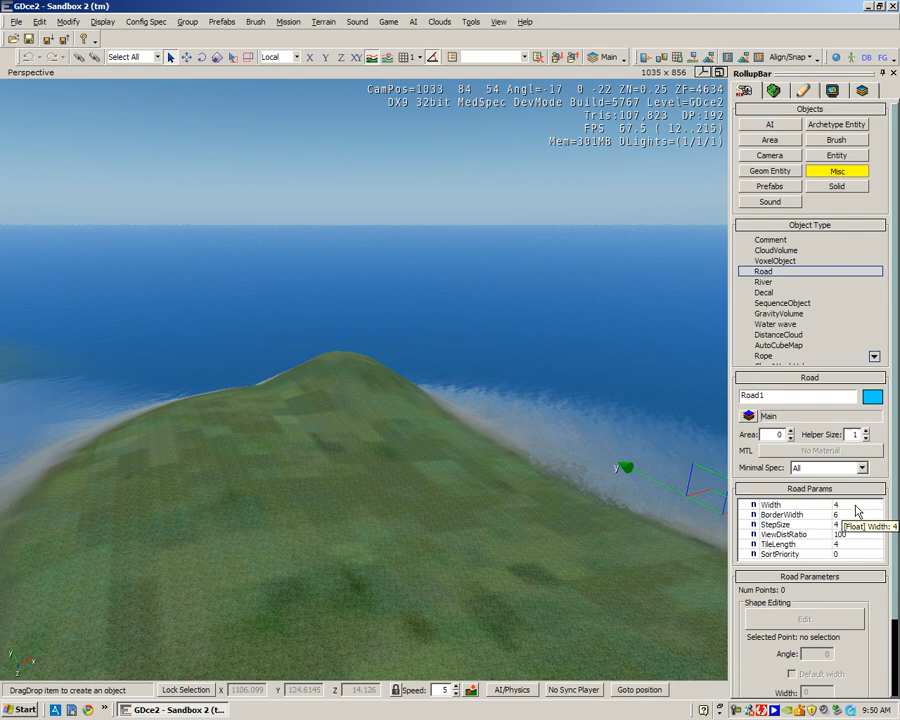 GDce2 - Sandbox 2 (tm)
File Edit Modify Display Config Spec Group Prefabs Brush Mission Terrain Sound Game AI Clouds Tools View Help
Select All Local X Y Z XY 1 Main Align/Snap DB FG
Perspective 1035 x 856
CamPos=1033 84 54 Angl=-17 0 -22 ZN=0.25 ZF=4634
DX9 32bit MedSpec DevMode Build=5767 Level=GDce2
Tris:107,823 DP:192
FPS 67.5 ( 12..215)
Mem=301MB DLights=(1/1/1)
y
y
x
z
RollupBar
Objects
AI Archetype Entity
Area Brush
Camera Entity
Geom Entity Misc
Prefabs Solid
Sound
Object Type
Comment
CloudVolume
VoxelObject
Road
River
Decal
SequenceObject
GravityVolume
Water wave
DistanceCloud
AutoCubeMap
Rope
Road
Road1
Main
Area: 0 Helper Size: 1
MTL No Material
Minimal Spec: All
Road Params
n Width 4
n BorderWidth 6
n StepSize 4
[Float] Width: 4
n ViewDistRatio 100
n TileLength 4
n SortPriority 0
Road Parameters
Num Points: 0
Shape Editing
Edit
Selected Point: no selection
Angle: 0
Default width
Width: 0
DragDrop item to create an object Lock Selection X 1106.099 Y 124.6145 Z 14.126 Speed: 5 AI/Physics No Sync Player Goto position
Start GDce2 - Sandbox 2 (t... 9:50 AM